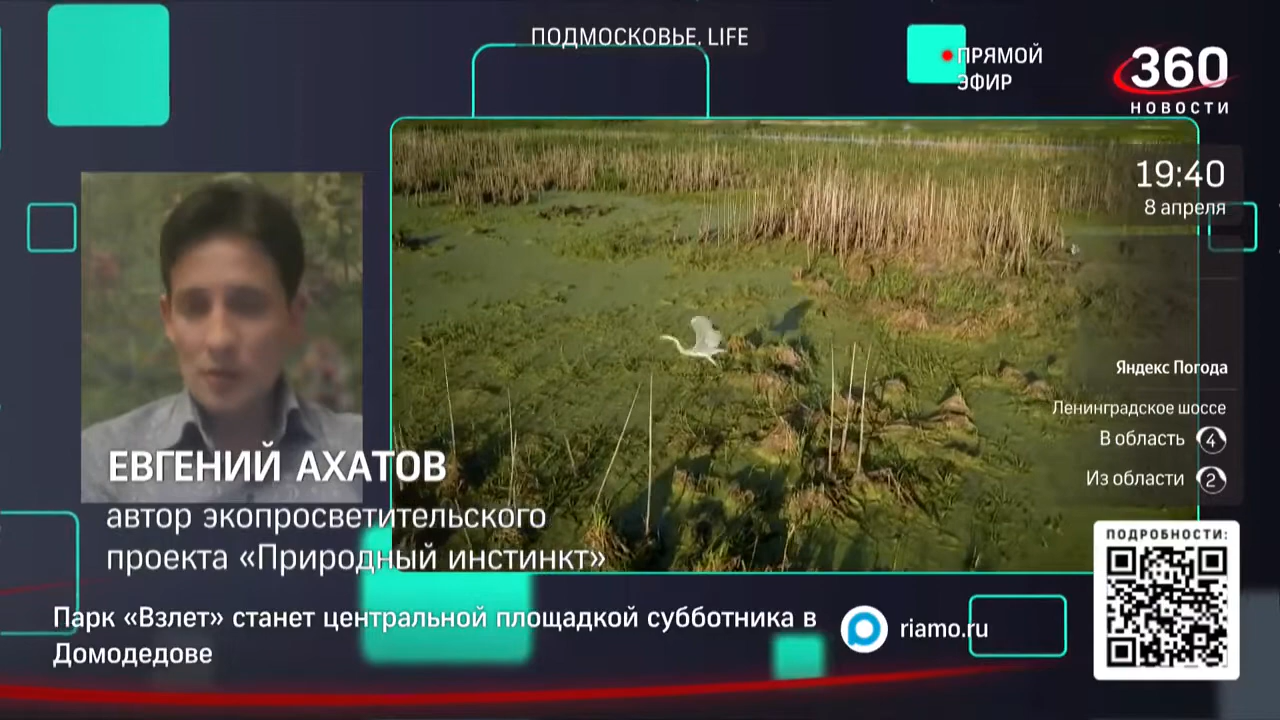 ПОДМОСКОВЬЕ. LIFE
ПРЯМОЙ
ЭФИР
360
НОВОСТИ
19:40
8 апреля
Яндекс Погода
Ленинградское шоссе
В область 4
Из области 2
ЕВГЕНИЙ АХАТОВ
автор экопросветительского
проекта «Природный инстинкт»
ПОДРОБНОСТИ:
Парк «Взлет» станет центральной площадкой субботника в
Домодедове
riamo.ru